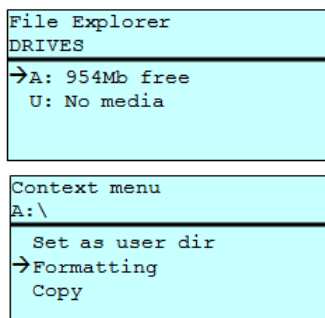 File Explorer
DRIVES
→A: 954Mb free
U: No media
Context menu
A:\
Set as user dir
→Formatting
Copy